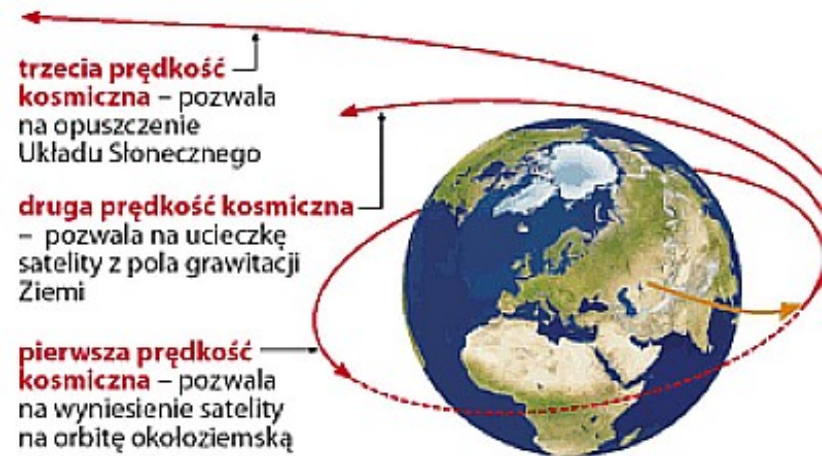 trzecia prędkość
kosmiczna – pozwala
na opuszczenie
Układu Słonecznego
druga prędkość kosmiczna
– pozwala na ucieczkę
satelity z pola grawitacji
Ziemi
pierwsza prędkość
kosmiczna – pozwala
na wyniesienie satelity
na orbitę okołoziemską